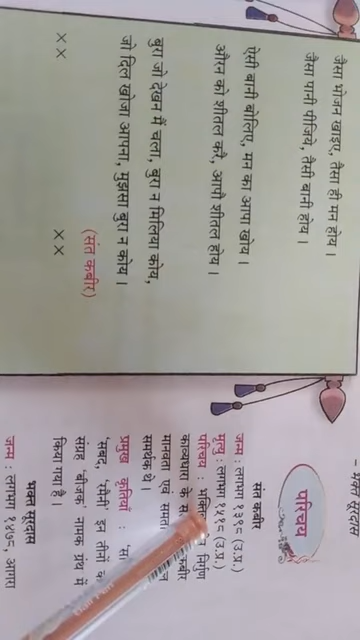 जैसा भोजन खाइए, तैसा ही मन होय ।
जैसा पानी पीजिये, तैसी बानी होय ।
ऐसी बानी बोलिए, मन का आपा खोय ।
औरन को शीतल करै, आपौ शीतल होय ।
बुरा जो देखन मैं चला, बुरा न मिलिया कोय,
जो दिल खोजा आपना, मुझसा बुरा न कोय ।
(संत कबीर)
×× ××
- भक्त सूरदास
परिचय
संत कबीर
जन्म : लगभग १३९८ (उ.प्र.)
मृत्यु : लगभग १५१८ (उ.प्र.)
परिचय : निर्गुण
काव्यधारा के कबीर
मानवता एवं समता
समर्थक थे ।
प्रमुख कृतियाँ :
'सबद, 'रमैनी' इन तीनों
संग्रह 'बीजक' नामक ग्रंथ में
किया गया है ।
भक्त सूरदास
जन्म : लगभग १४७८, आगरा